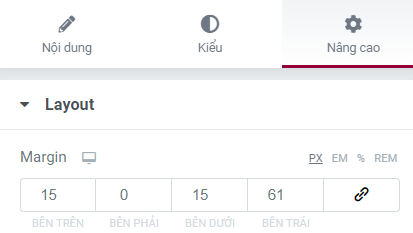 Nội dung Kiểu Nâng cao
Layout
Margin PX EM % REM
15 0 15 61
BÊN TRÊN BÊN PHẢI BÊN DƯỚI BÊN TRÁI